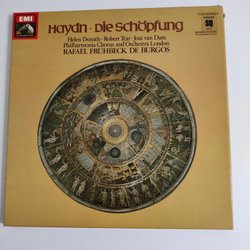 EMI
Haydn · Die Schöpfung
Helen Donath · Robert Tear · José van Dam
Philharmonia Chorus and Orchestra London
RAFAEL FRÜHBECK DE BURGOS
SQ